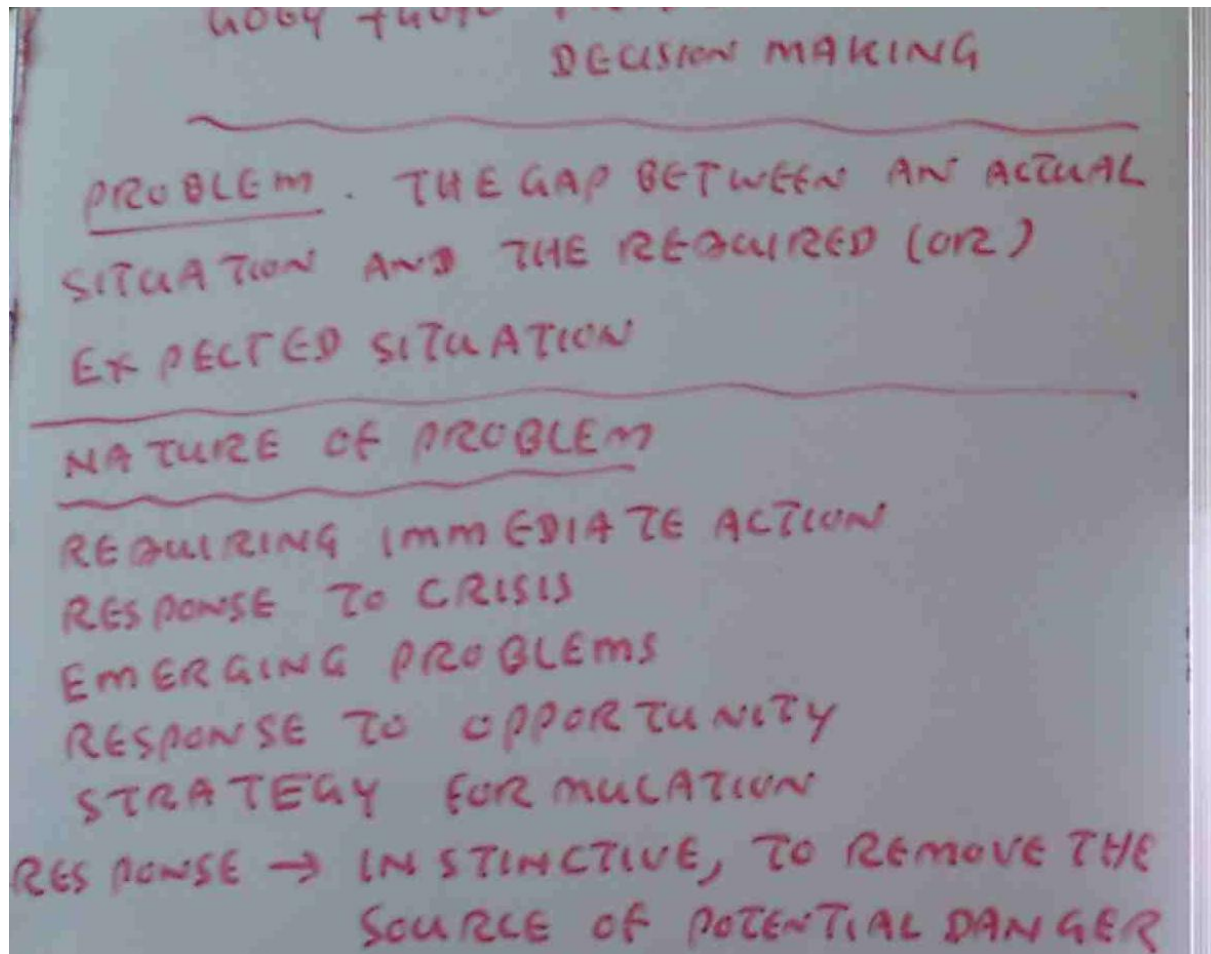 DECISION MAKING
PROBLEM. THE GAP BETWEEN AN ACTUAL
SITUATION AND THE REQUIRED (OR)
EXPECTED SITUATION
NATURE OF PROBLEM
REQUIRING IMMEDIATE ACTION
RESPONSE TO CRISIS
EMERGING PROBLEMS
RESPONSE TO OPPORTUNITY
STRATEGY FORMULATION
RESPONSE → INSTINCTIVE, TO REMOVE THE
SOURCE OF POTENTIAL DANGER